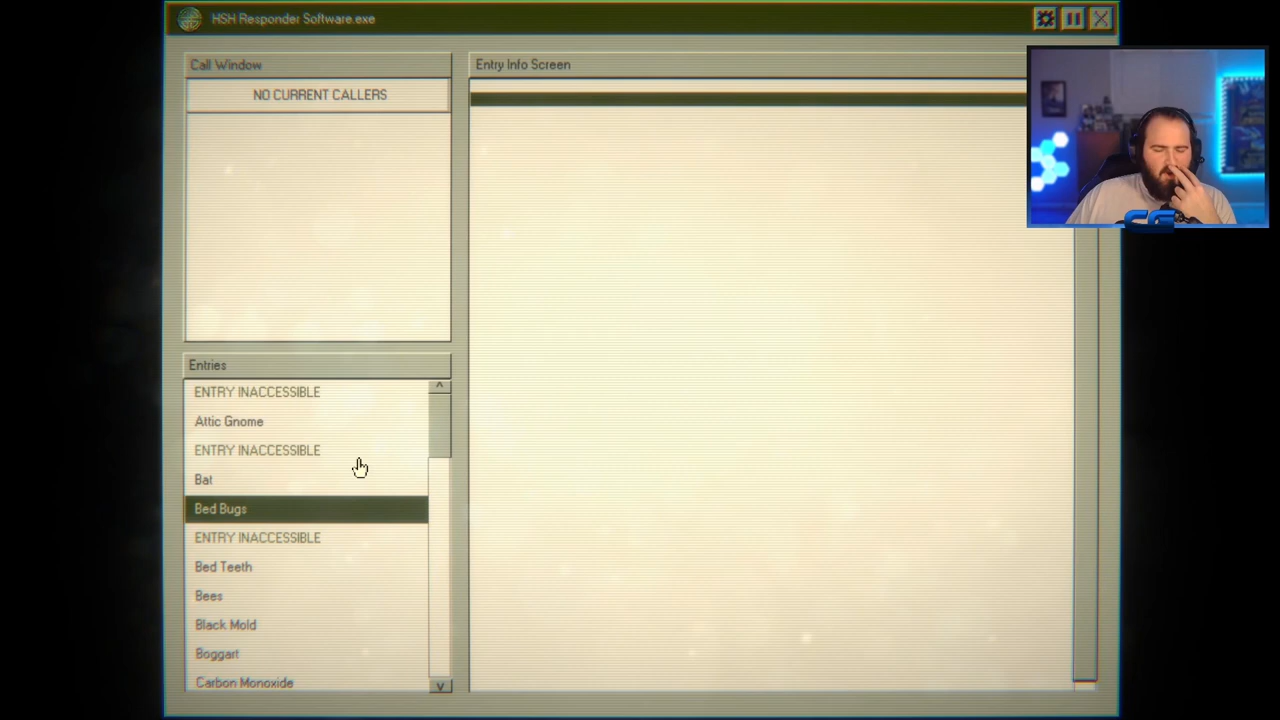 HSH Responder Software.exe
Call Window
NO CURRENT CALLERS
Entry Info Screen
Entries
ENTRY INACCESSIBLE
Attic Gnome
ENTRY INACCESSIBLE
Bat
Bed Bugs
ENTRY INACCESSIBLE
Bed Teeth
Bees
Black Mold
Boggart
Carbon Monoxide
CG